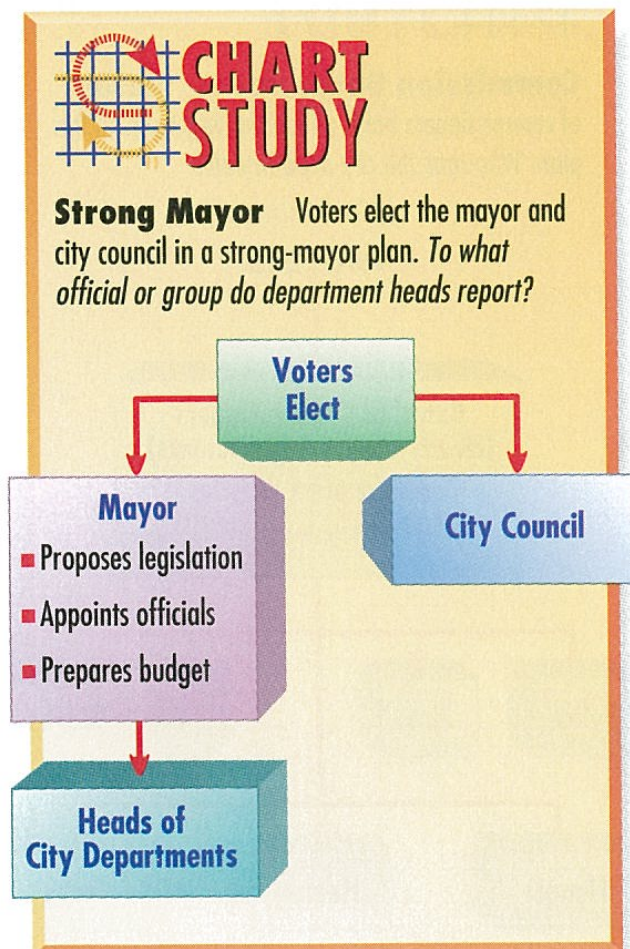 CHART
STUDY
Strong Mayor Voters elect the mayor and
city council in a strong-mayor plan. To what
official or group do department heads report?
Voters
Elect
Mayor
■ Proposes legislation
■ Appoints officials
■ Prepares budget
City Council
Heads of
City Departments